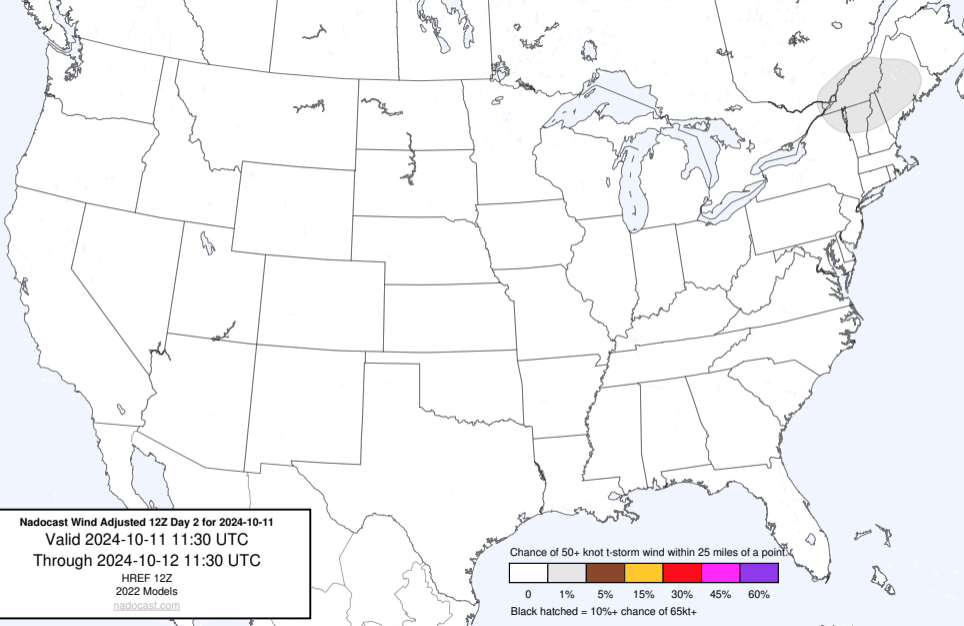 Nadocast Wind Adjusted 12Z Day 2 for 2024-10-11
Valid 2024-10-11 11:30 UTC
Through 2024-10-12 11:30 UTC
HREF 12Z
2022 Models
nadocast.com
Chance of 50+ knot t-storm wind within 25 miles of a point.
0 1% 5% 15% 30% 45% 60%
Black hatched = 10%+ chance of 65kt+